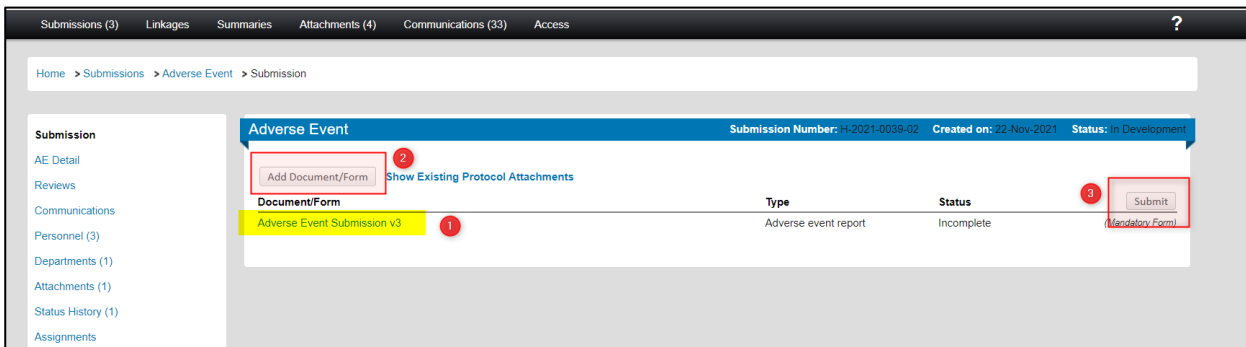 Submissions (3) Linkages Summaries Attachments (4) Communications (33) Access ?
Home > Submissions > Adverse Event > Submission
Submission
AE Detail
Reviews
Communications
Personnel (3)
Departments (1)
Attachments (1)
Status History (1)
Assignments
Adverse Event Submission Number: H-2021-0039-02 Created on: 22-Nov-2021 Status: In Development
2
Add Document/Form Show Existing Protocol Attachments
3
Document/Form Type Status Submit
Adverse Event Submission v3 1 Adverse event report Incomplete (Mandatory Form)